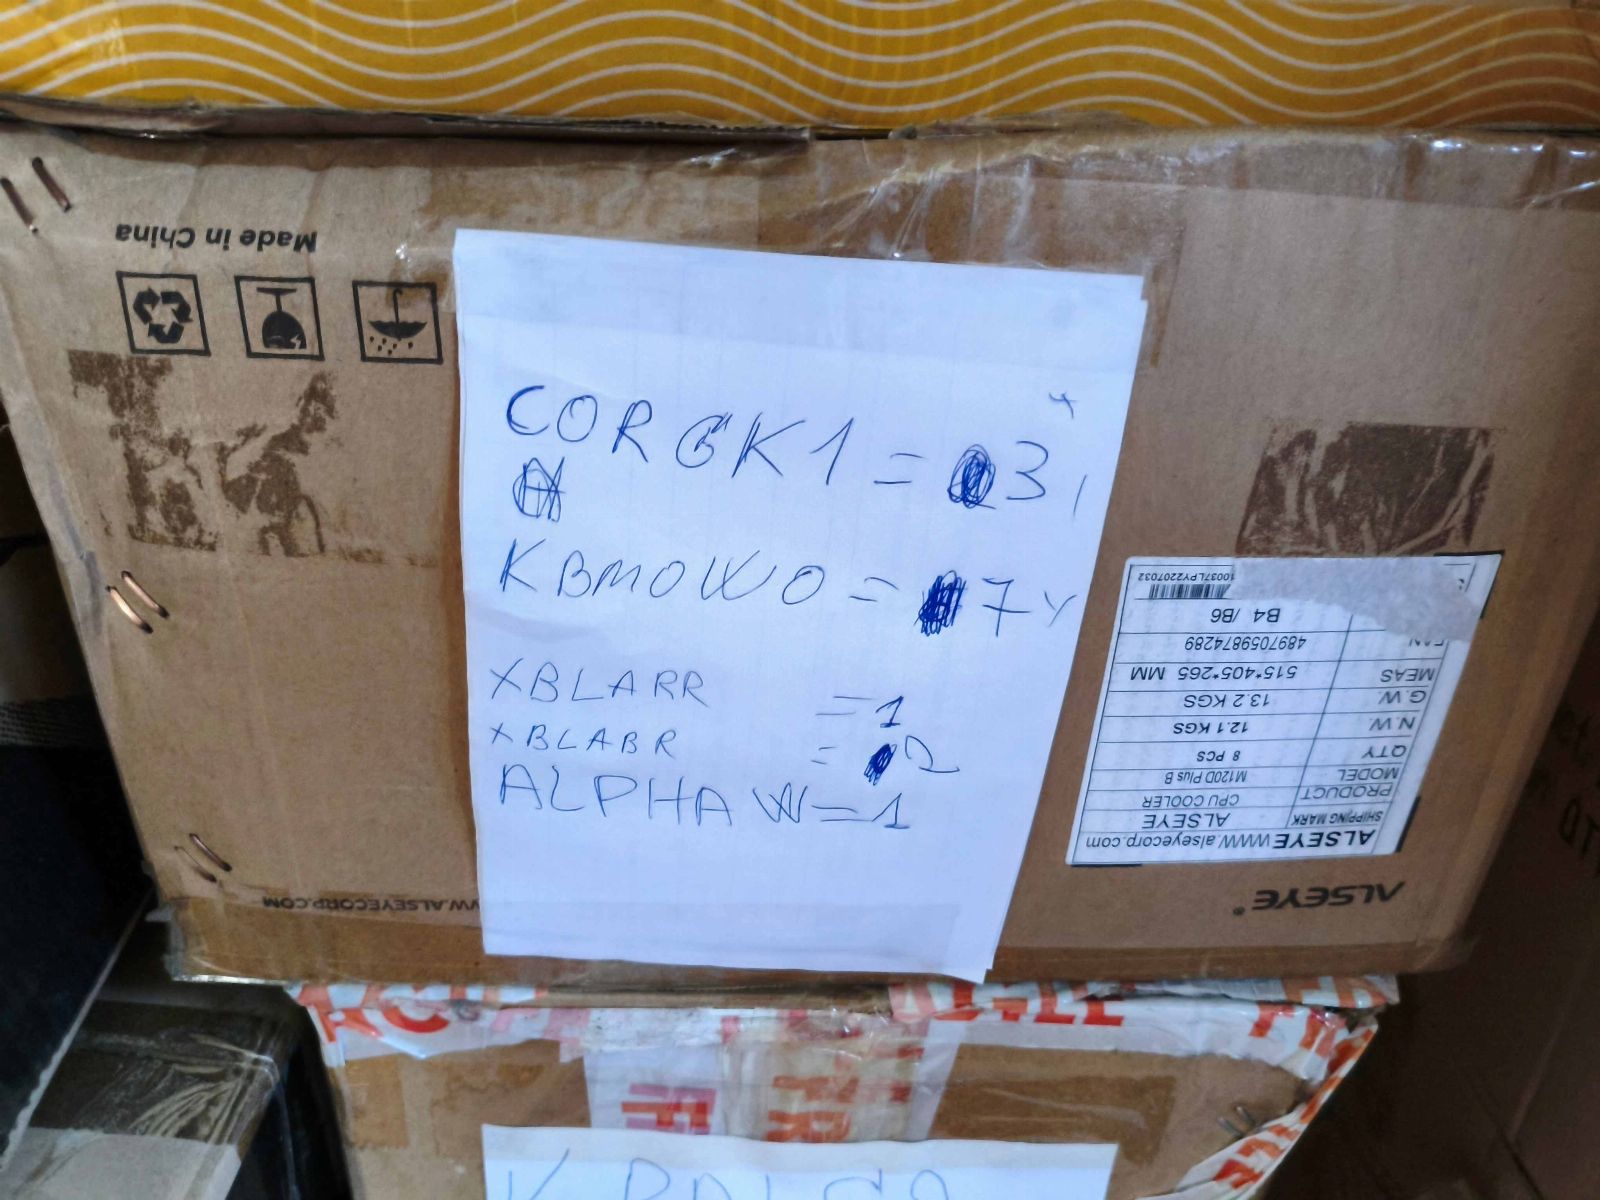 Made in China
CORGK1 = 3
KBMOWO = 7
XBLARR = 1
XBLABR = 2
ALPHA W = 1
10037LPY2207032
B4 /B6
EAN 4897059874289
MEAS 515*405*265 MM
G.W. 13.2 KGS
N.W. 12.1 KGS
QTY 8 PCS
MODEL M120D Plus B
PRODUCT CPU COOLER
SHIPPING MARK ALSEYE
ALSEYE www.alseyecorp.com
ALSEYE®
WWW.ALSEYECORP.COM